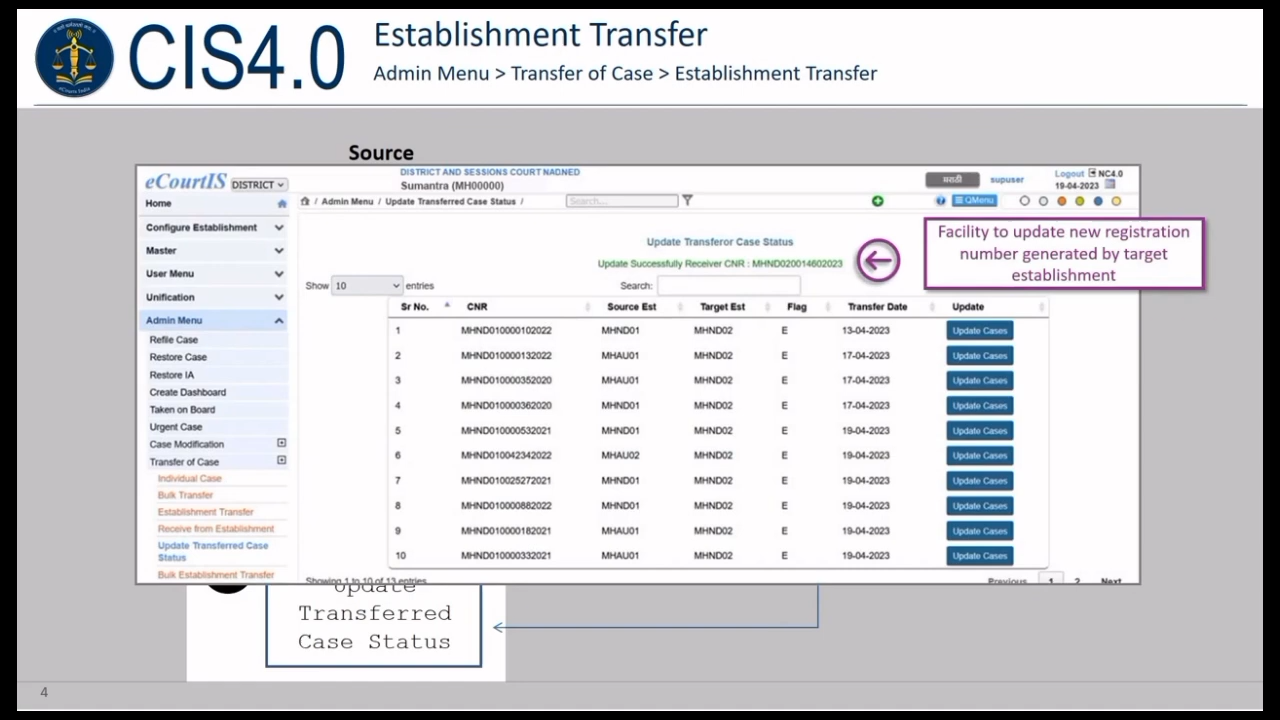 CIS4.0
Establishment Transfer
Admin Menu > Transfer of Case > Establishment Transfer
Source
eCourtIS DISTRICT
DISTRICT AND SESSIONS COURT NADNED
Sumantra (MH00000)
मराठी
supuser
Logout NC4.0
19-04-2023
Home
/ Admin Menu / Update Transferred Case Status /
Search...
QMenu
Configure Establishment
Master
User Menu
Unification
Admin Menu
Refile Case
Restore Case
Restore IA
Create Dashboard
Taken on Board
Urgent Case
Case Modification
Transfer of Case
Individual Case
Bulk Transfer
Establishment Transfer
Receive from Establishment
Update Transferred Case
Status
Bulk Establishment Transfer
Update Transferor Case Status
Update Successfully Receiver CNR : MHND020014602023
Facility to update new registration
number generated by target
establishment
Show 10 entries
Search:
Sr No. CNR Source Est Target Est Flag Transfer Date Update
1 MHND010000102022 MHND01 MHND02 E 13-04-2023 Update Cases
2 MHND010000132022 MHAU01 MHND02 E 17-04-2023 Update Cases
3 MHND010000352020 MHAU01 MHND02 E 17-04-2023 Update Cases
4 MHND010000362020 MHND01 MHND02 E 17-04-2023 Update Cases
5 MHND010000532021 MHND01 MHND02 E 19-04-2023 Update Cases
6 MHND010042342022 MHAU02 MHND02 E 19-04-2023 Update Cases
7 MHND010025272021 MHND01 MHND02 E 19-04-2023 Update Cases
8 MHND010000882022 MHND01 MHND02 E 19-04-2023 Update Cases
9 MHND010000182021 MHAU01 MHND02 E 19-04-2023 Update Cases
10 MHND010000332021 MHAU01 MHND02 E 19-04-2023 Update Cases
Showing 1 to 10 of 13 entries
Previous 1 2 Next
Update
Transferred
Case Status
4